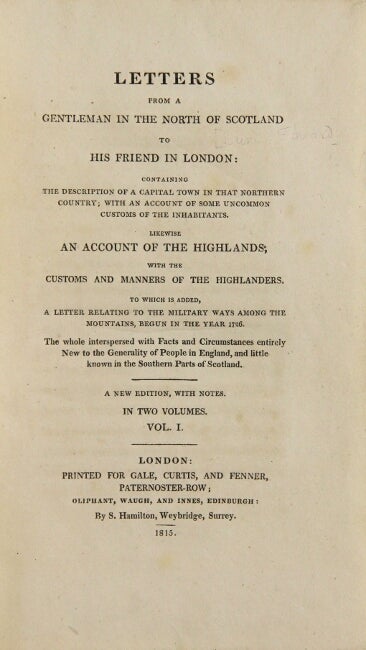 LETTERS
FROM A
GENTLEMAN IN THE NORTH OF SCOTLAND
TO
HIS FRIEND IN LONDON:
CONTAINING
THE DESCRIPTION OF A CAPITAL TOWN IN THAT NORTHERN
COUNTRY; WITH AN ACCOUNT OF SOME UNCOMMON
CUSTOMS OF THE INHABITANTS.
LIKEWISE
AN ACCOUNT OF THE HIGHLANDS,
WITH THE
CUSTOMS AND MANNERS OF THE HIGHLANDERS.
TO WHICH IS ADDED,
A LETTER RELATING TO THE MILITARY WAYS AMONG THE
MOUNTAINS, BEGUN IN THE YEAR 1726.
The whole interspersed with Facts and Circumstances entirely
New to the Generality of People in England, and little
known in the Southern Parts of Scotland.
A NEW EDITION, WITH NOTES.
IN TWO VOLUMES.
VOL. I.
LONDON:
PRINTED FOR GALE, CURTIS, AND FENNER,
PATERNOSTER-ROW;
OLIPHANT, WAUGH, AND INNES, EDINBURGH:
By S. Hamilton, Weybridge, Surrey.
1815.